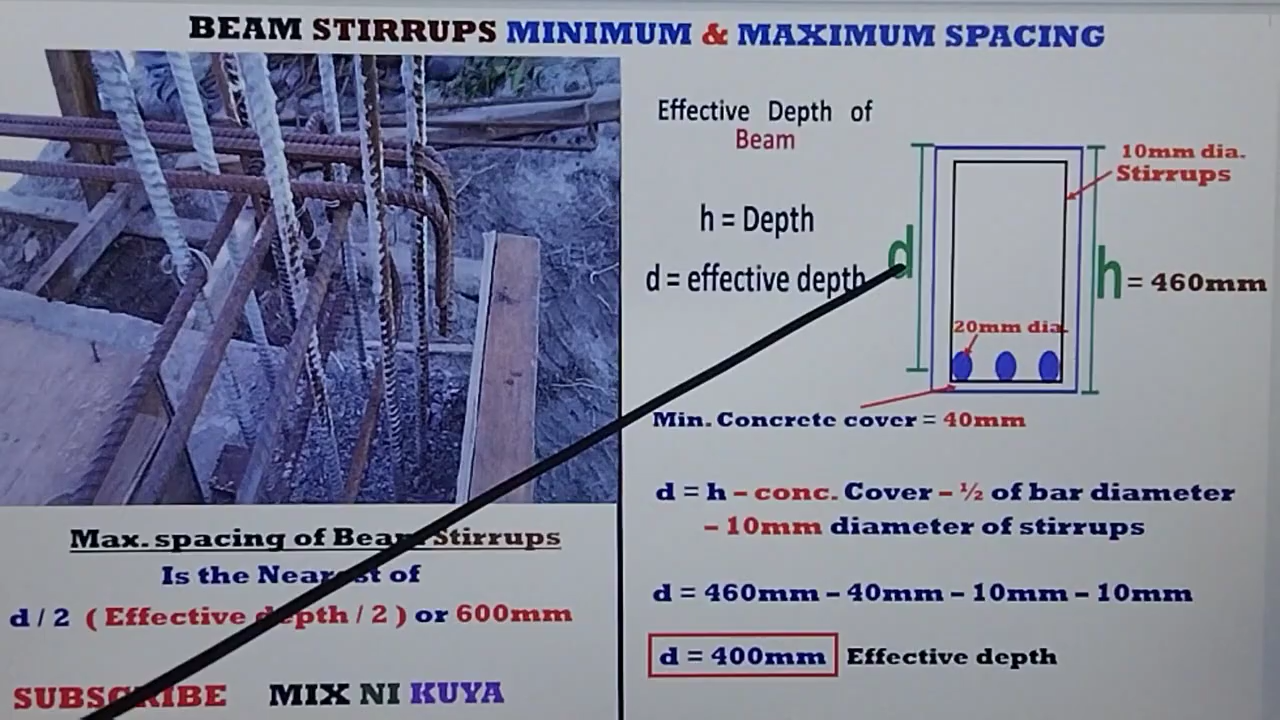 BEAM STIRRUPS MINIMUM & MAXIMUM SPACING
Effective Depth of
Beam
h = Depth
d = effective depth
d
10mm dia.
Stirrups
h = 460mm
20mm dia.
Min. Concrete cover = 40mm
d = h – conc. Cover – ½ of bar diameter
– 10mm diameter of stirrups
d = 460mm – 40mm – 10mm – 10mm
d = 400mm Effective depth
Max. spacing of Beam Stirrups
Is the Nearest of
d / 2 ( Effective depth / 2 ) or 600mm
SUBSCRIBE MIX NI KUYA